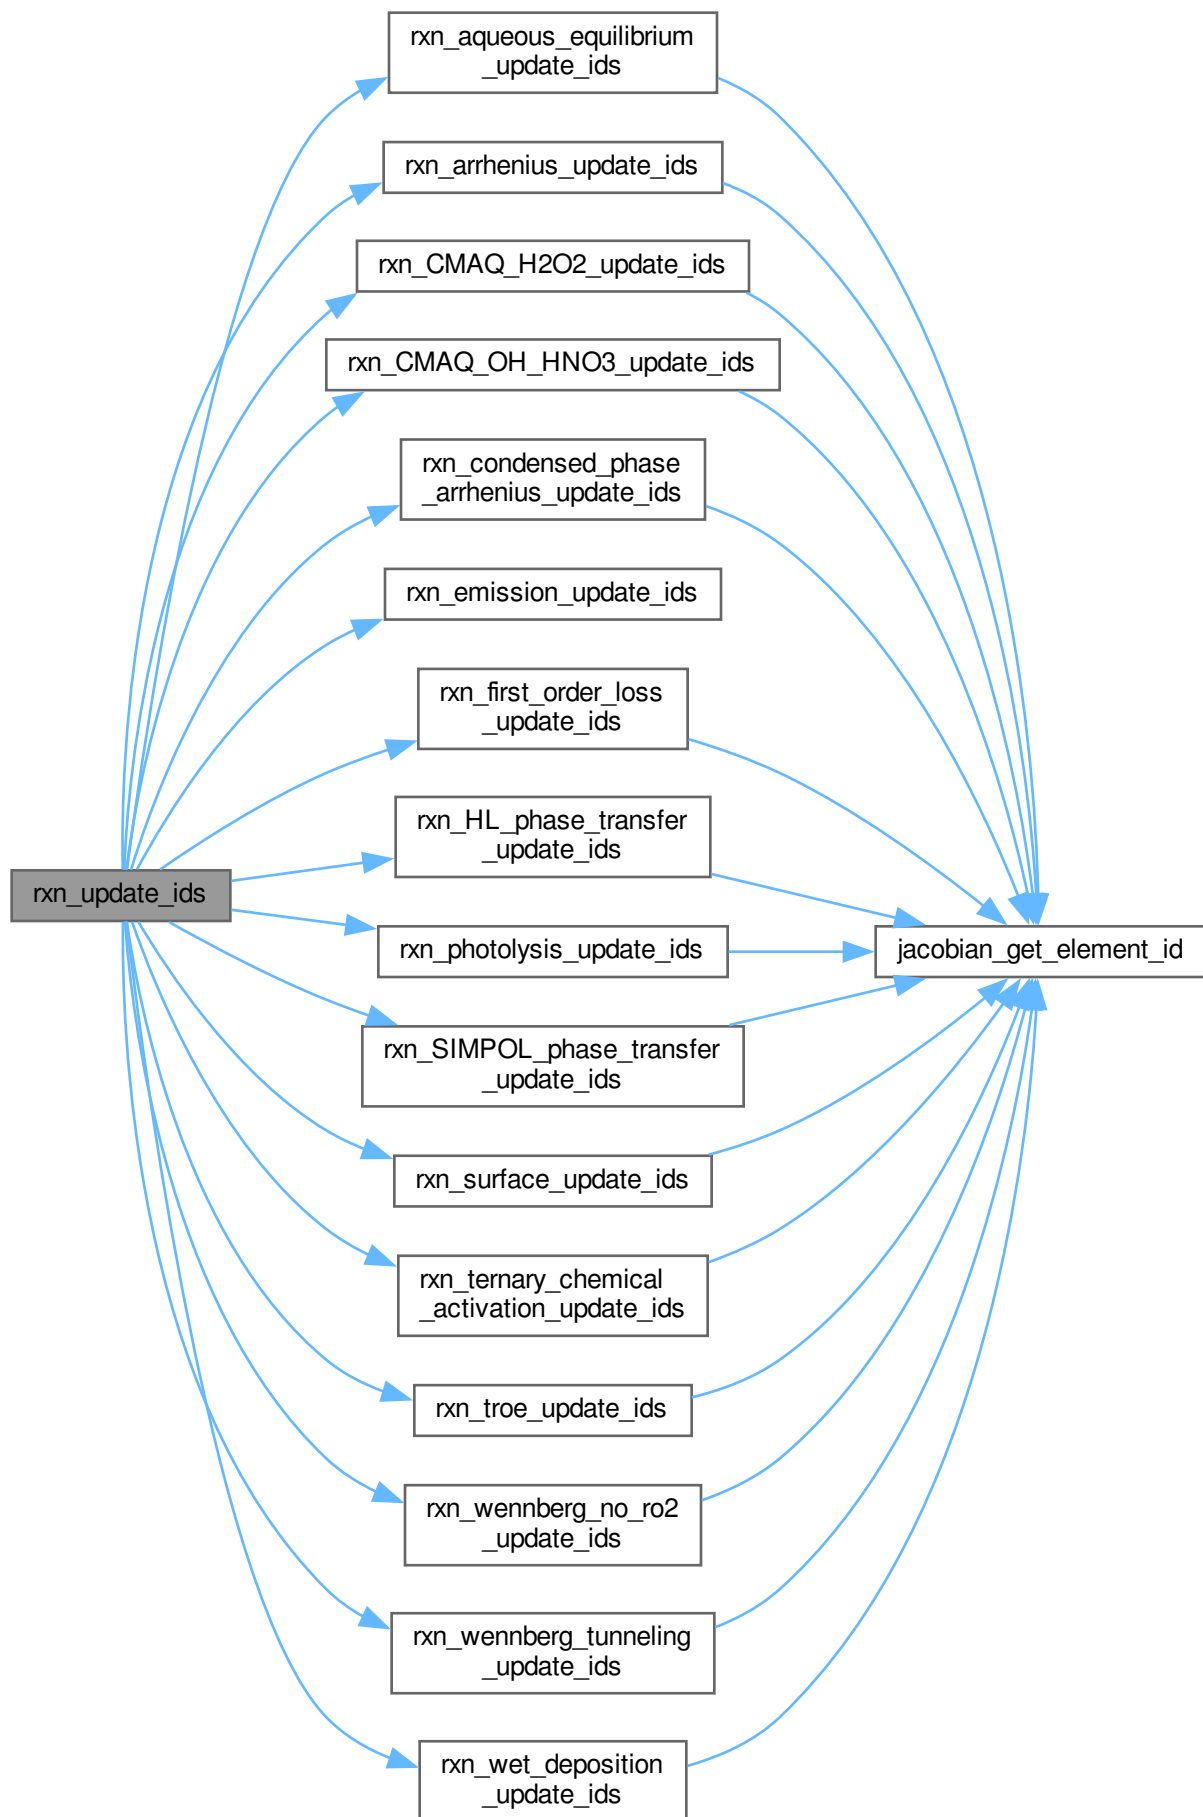 rxn_aqueous_equilibrium
_update_ids
rxn_arrhenius_update_ids
rxn_CMAQ_H2O2_update_ids
rxn_CMAQ_OH_HNO3_update_ids
rxn_condensed_phase
_arrhenius_update_ids
rxn_emission_update_ids
rxn_first_order_loss
_update_ids
rxn_HL_phase_transfer
_update_ids
rxn_update_ids
rxn_photolysis_update_ids
jacobian_get_element_id
rxn_SIMPOL_phase_transfer
_update_ids
rxn_surface_update_ids
rxn_ternary_chemical
_activation_update_ids
rxn_troe_update_ids
rxn_wennberg_no_ro2
_update_ids
rxn_wennberg_tunneling
_update_ids
rxn_wet_deposition
_update_ids